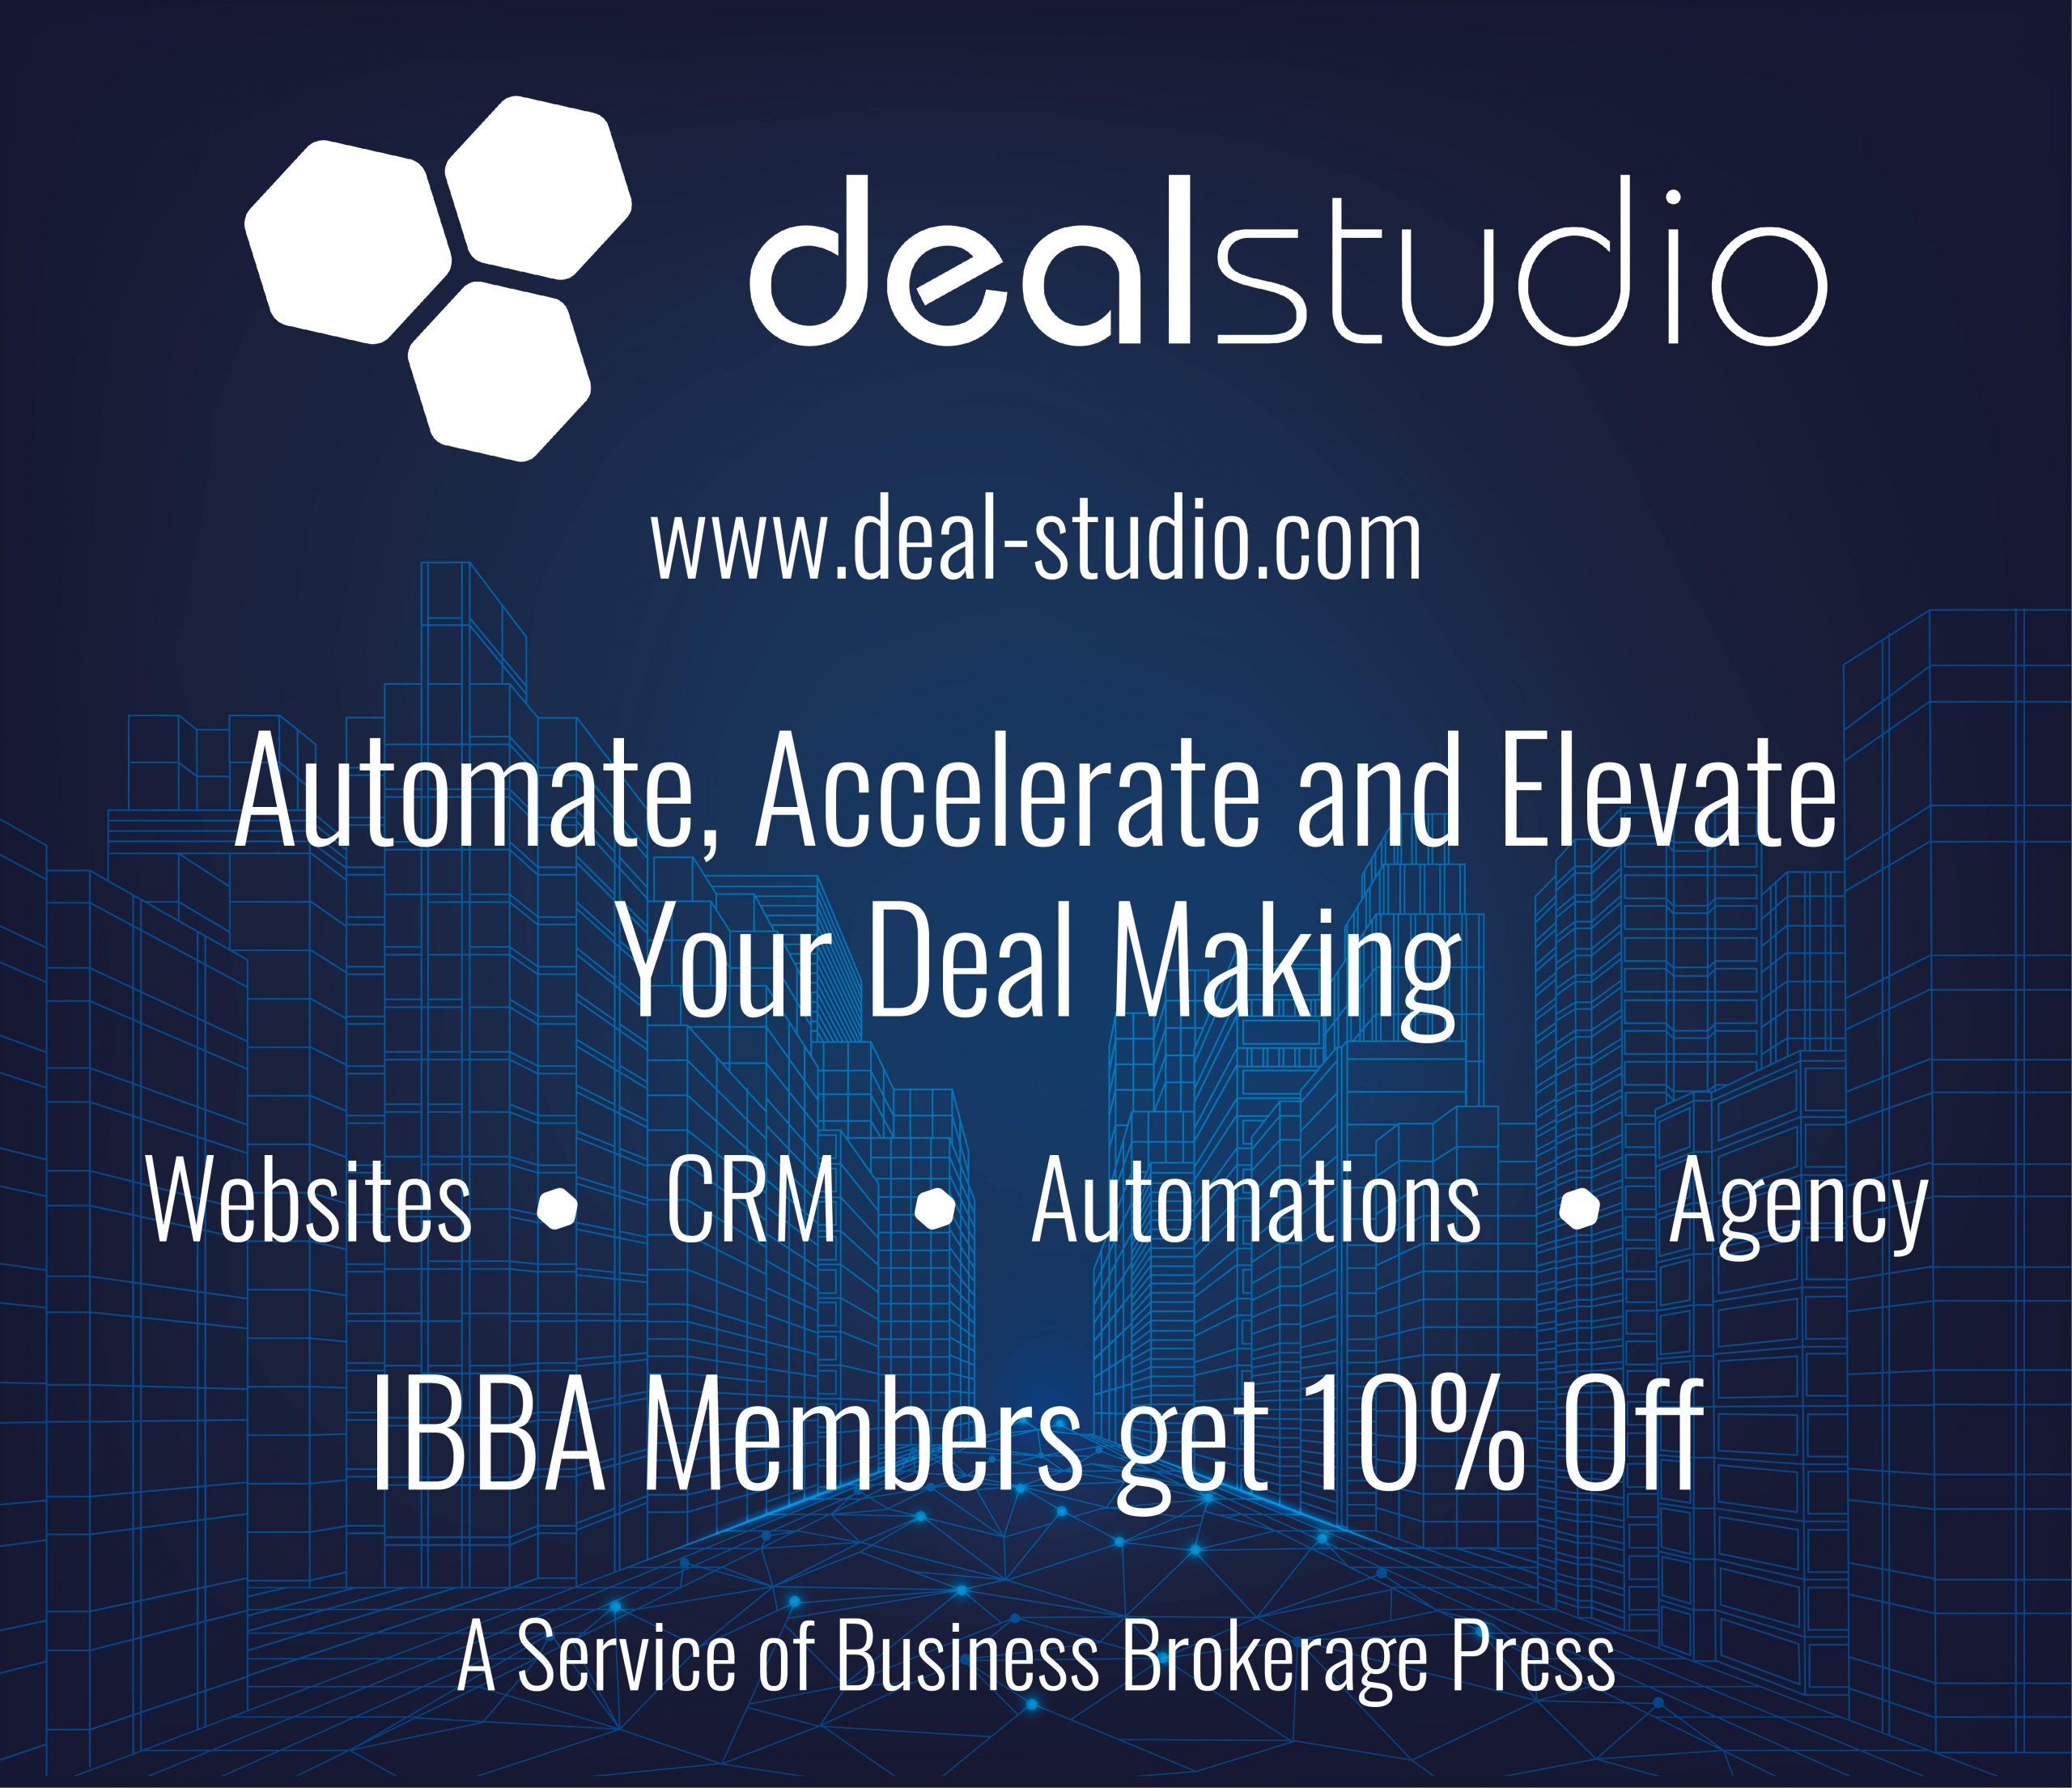 dealstudio
www.deal-studio.com
Automate, Accelerate and Elevate
Your Deal Making
Websites • CRM • Automations • Agency
IBBA Members get 10% Off
A Service of Business Brokerage Press